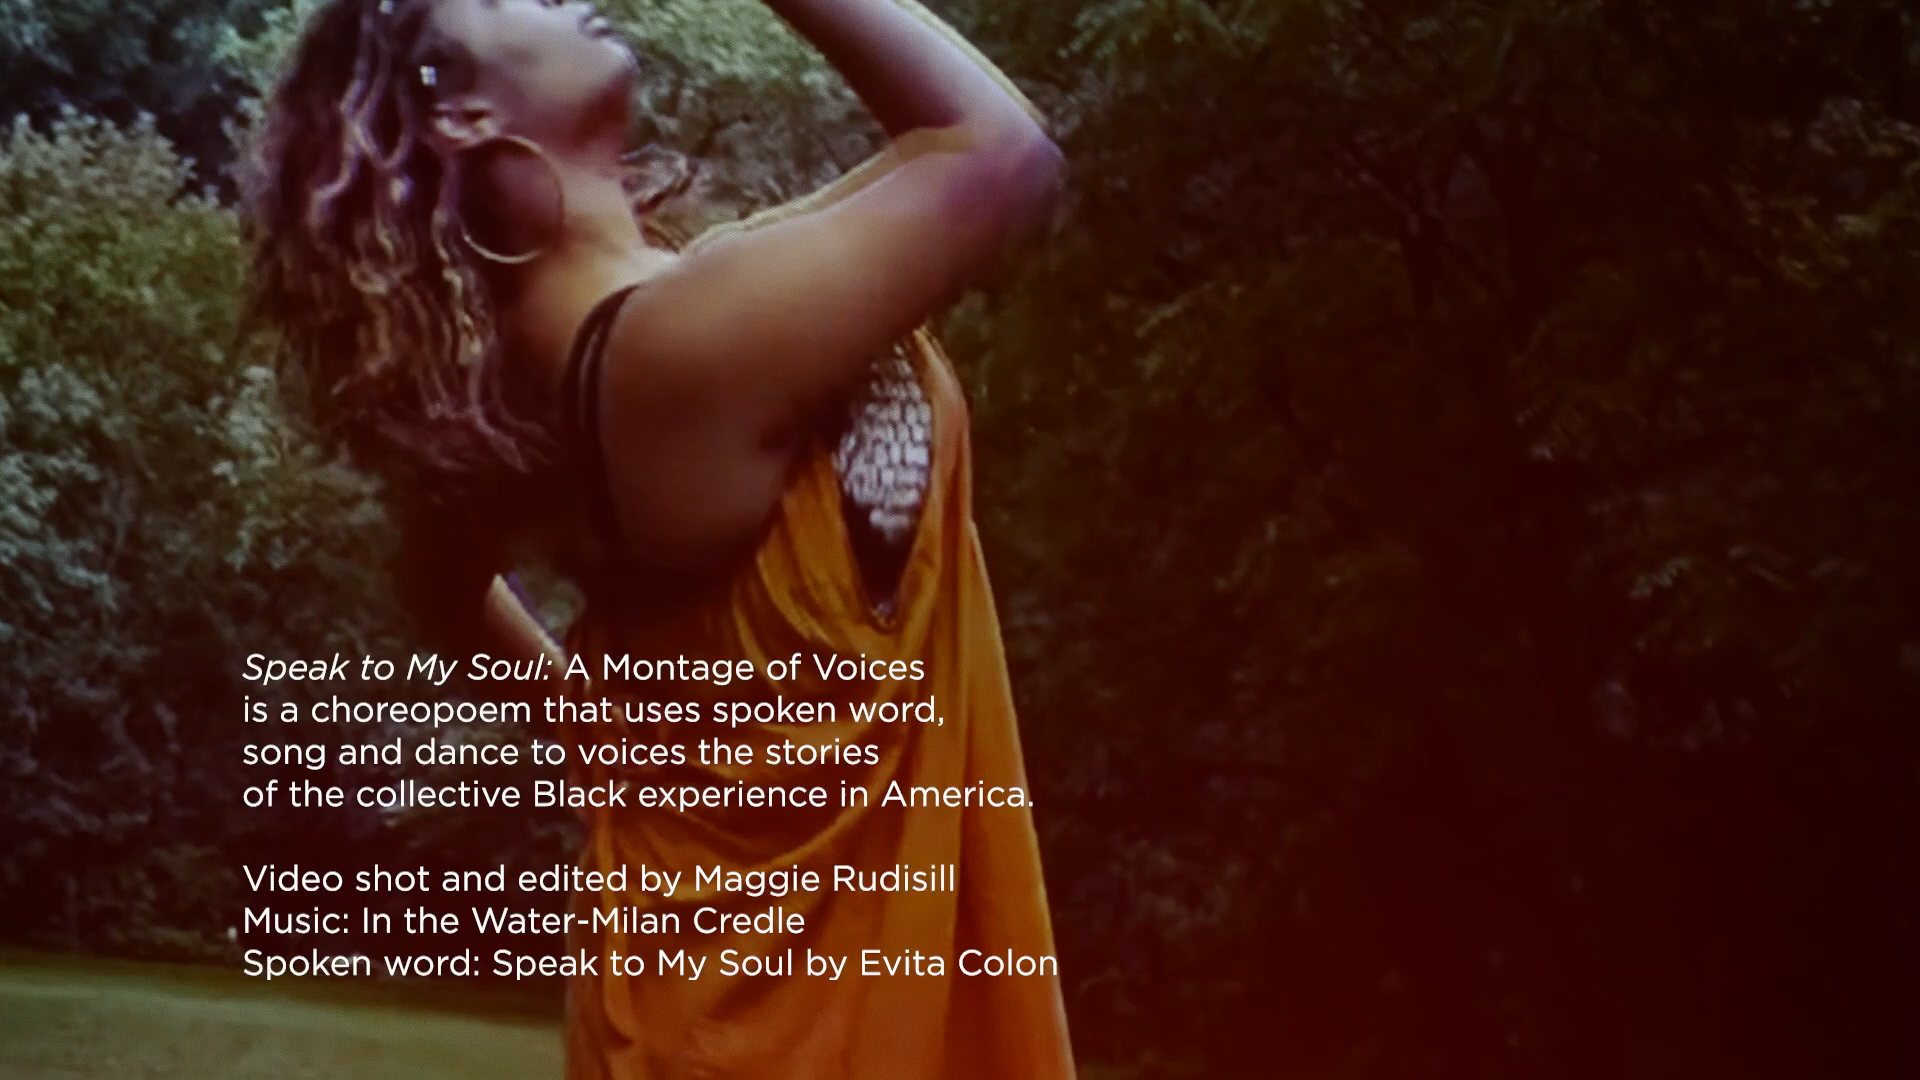 Speak to My Soul: A Montage of Voices
is a choreopoem that uses spoken word,
song and dance to voices the stories
of the collective Black experience in America.
Video shot and edited by Maggie Rudisill
Music: In the Water-Milan Credle
Spoken word: Speak to My Soul by Evita Colon